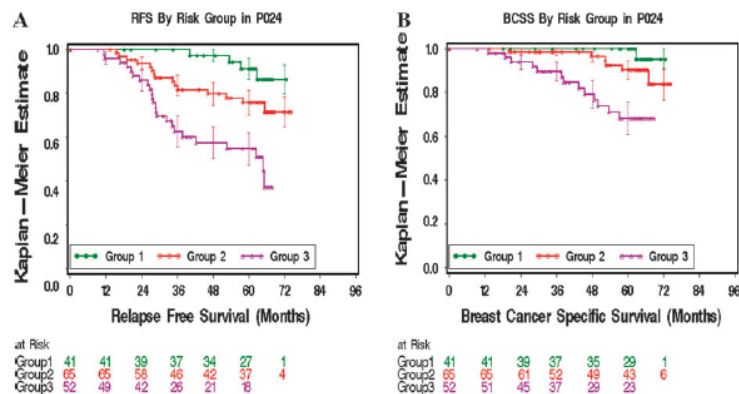 A RFS By Risk Group in P024
Kaplan—Meier Estimate
1.0
0.8
0.6
0.4
0.2
0.0
Group 1 Group 2 Group 3
0 12 24 36 48 60 72 84 96
Relapse Free Survival (Months)
at Risk
Group1 41 41 39 37 34 27 1
Group2 65 65 58 46 42 37 4
Group3 52 49 42 26 21 18
B BCSS By Risk Group in P024
Kaplan—Meier Estimate
1.0
0.8
0.6
0.4
0.2
0.0
Group 1 Group 2 Group 3
0 12 24 36 48 60 72 84 96
Breast Cancer Specific Survival (Months)
at Risk
Group1 41 41 39 37 35 29 1
Group2 65 65 61 52 49 43 6
Group3 52 51 45 37 29 23